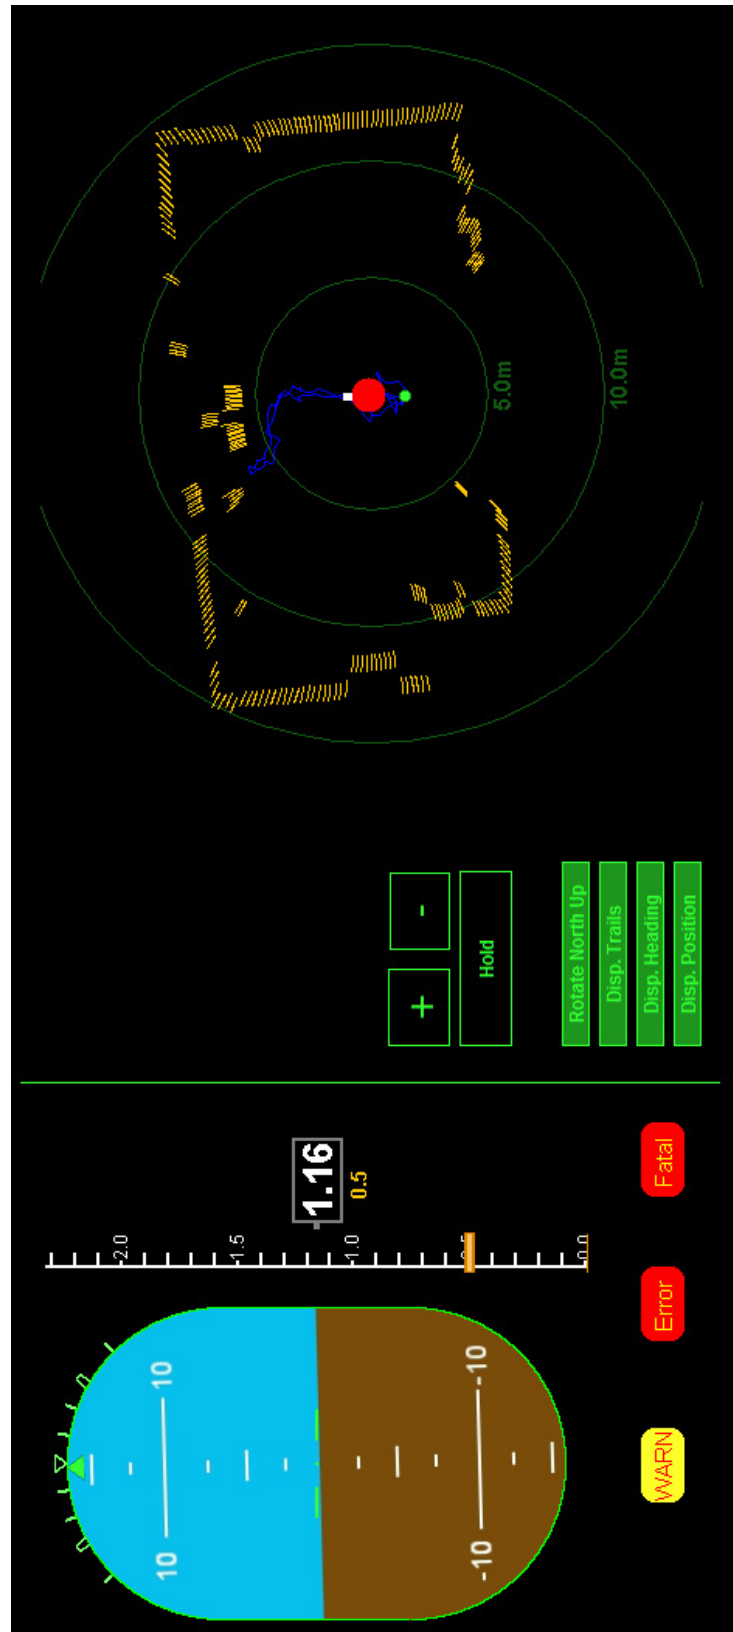 10 10
-10 -10
2.0
1.5
1.0
0.0
1.16
0.5
WARN
Error
Fatal
+
-
Hold
Rotate North Up
Disp. Trails
Disp. Heading
Disp. Position
5.0m
10.0m